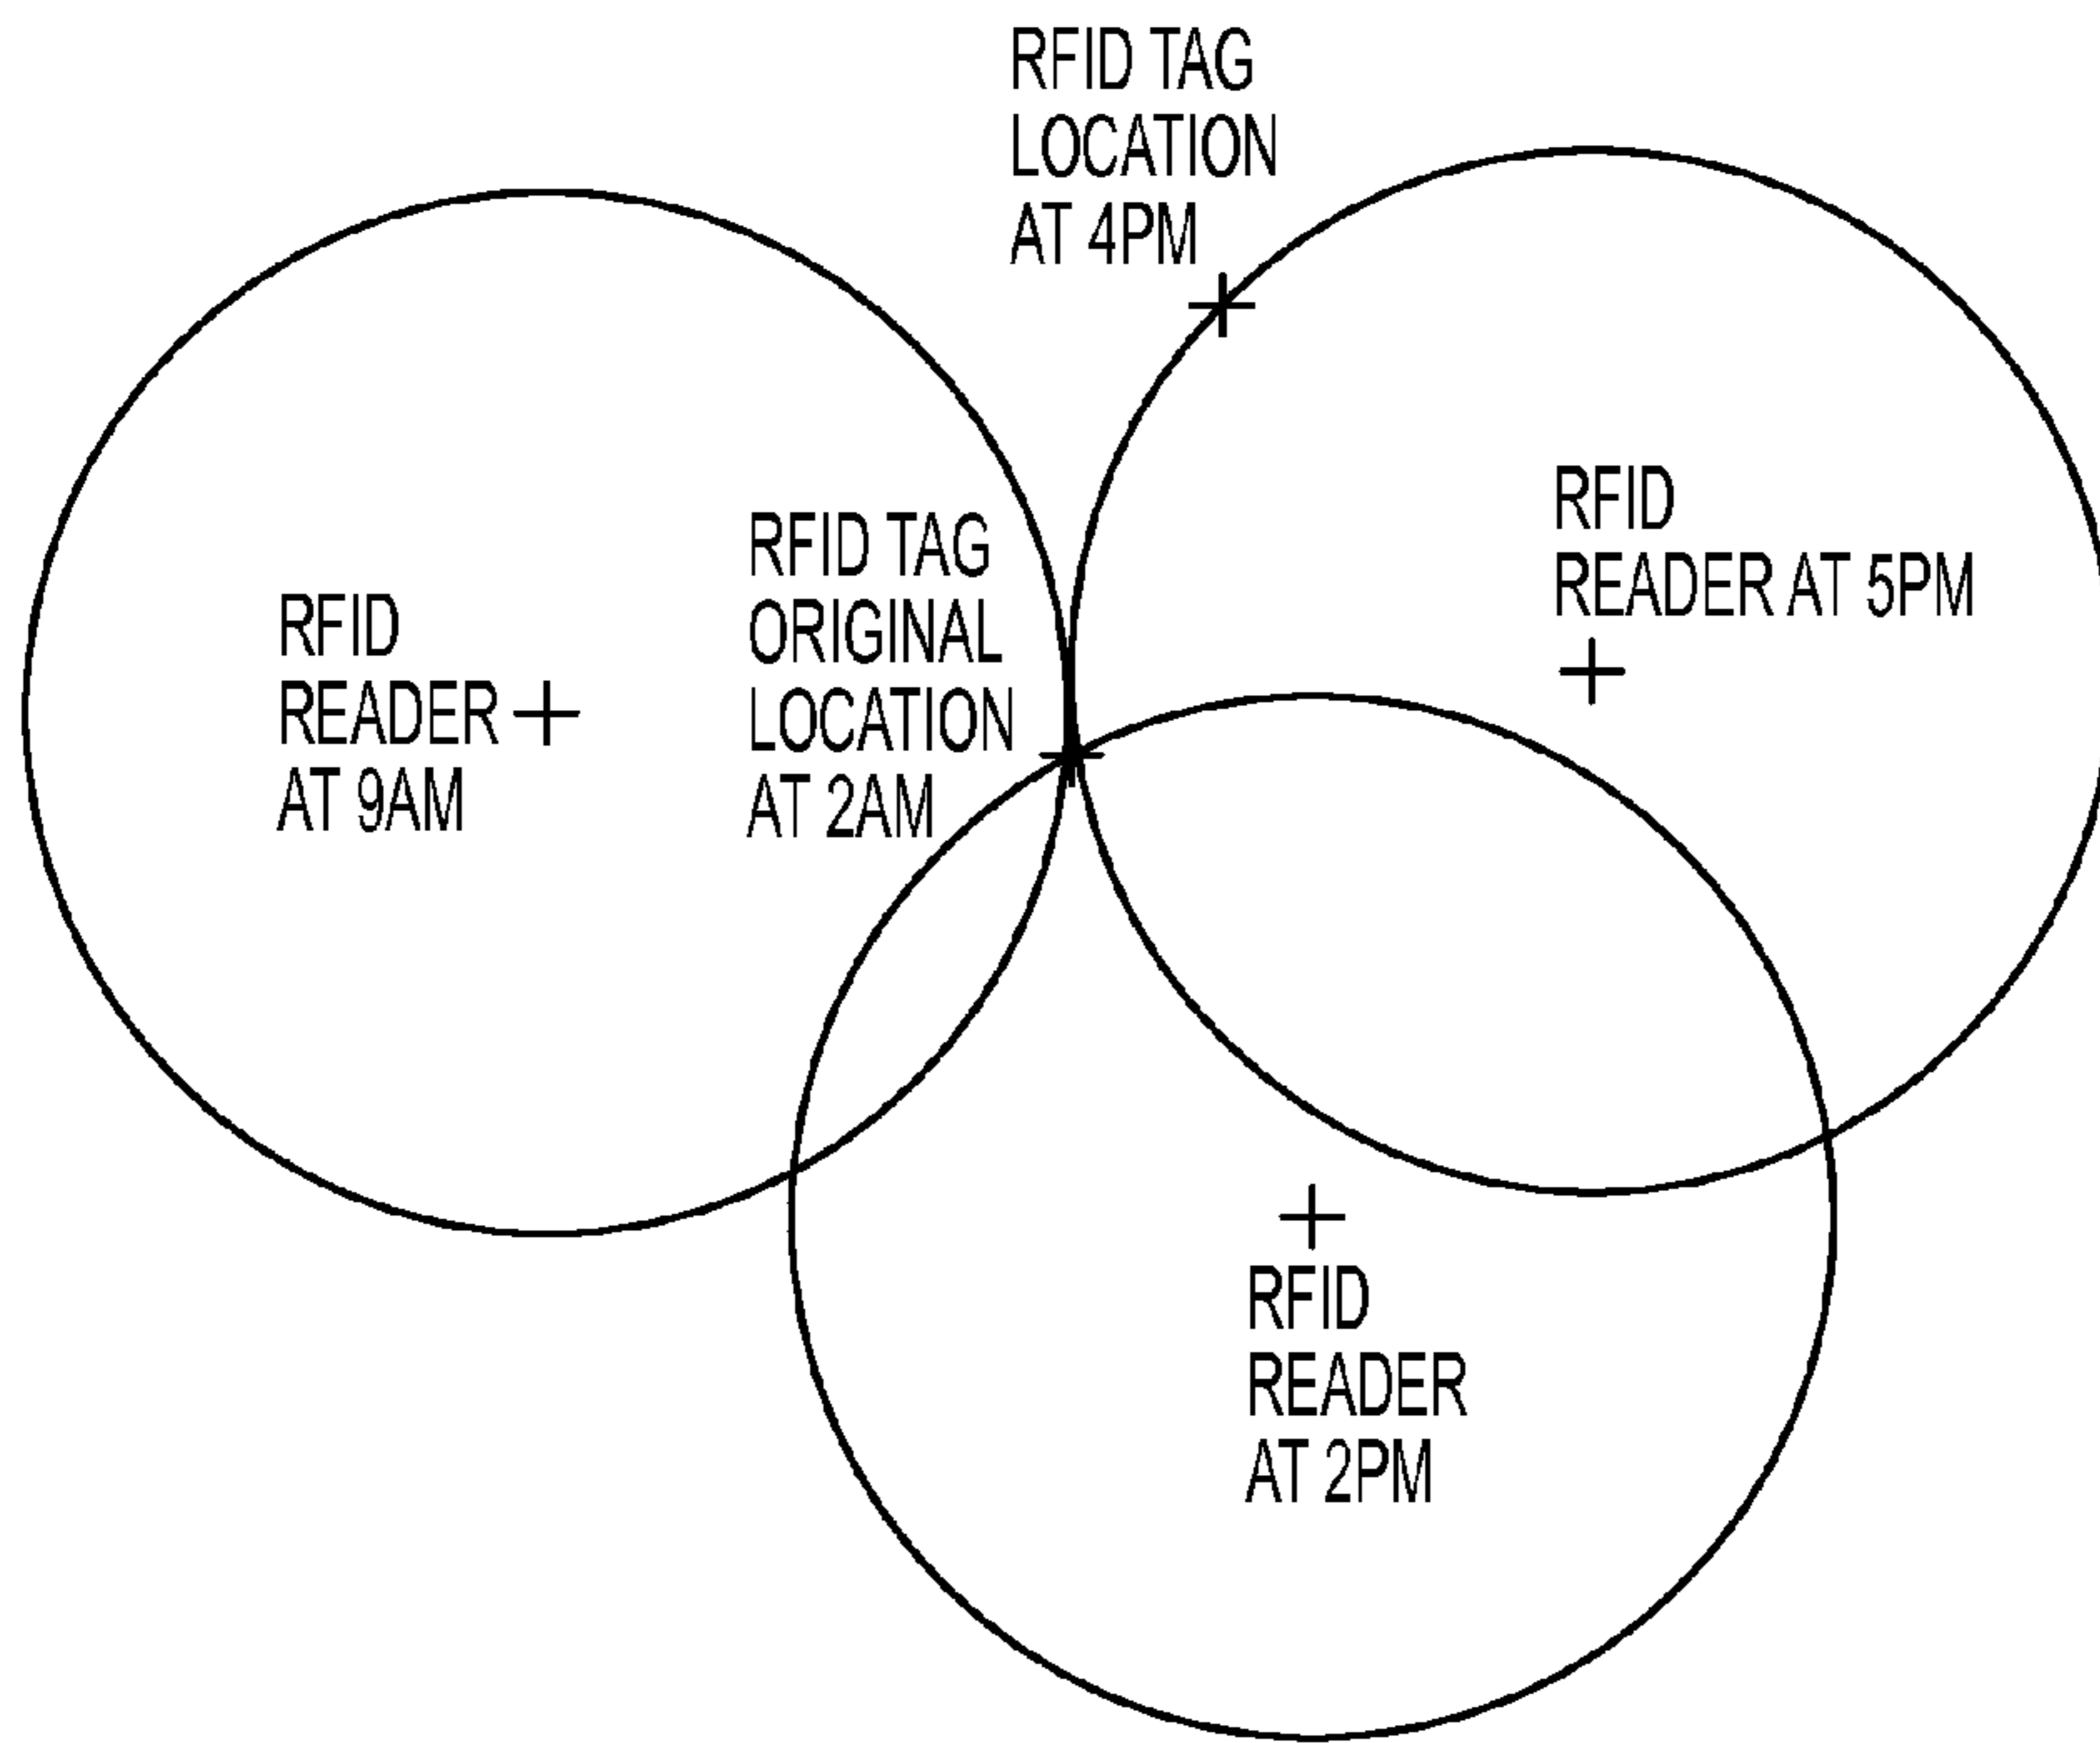 RFID TAG
LOCATION
AT 4PM
RFID
READER AT 5PM
RFID TAG
ORIGINAL
LOCATION
AT 2AM
RFID
READER
AT 9AM
RFID
READER
AT 2PM